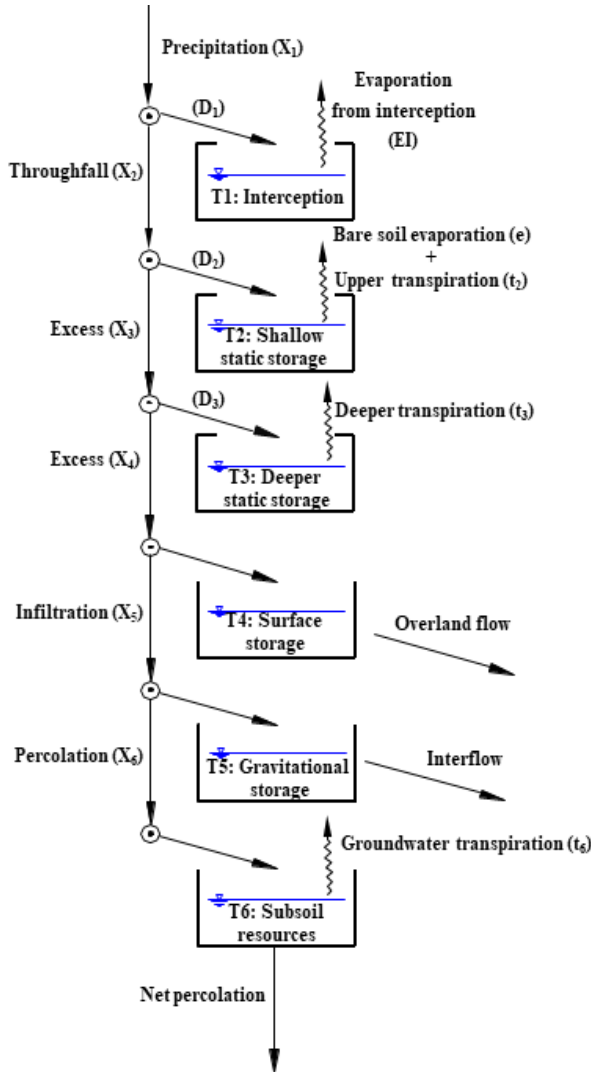 Precipitation (X₁)
Evaporation
from interception
(EI)
(D₁)
Throughfall (X₂)
T1: Interception
Bare soil evaporation (e)
+
Upper transpiration (t₂)
(D₂)
Excess (X₃)
T2: Shallow
static storage
(D₃)
Deeper transpiration (t₃)
Excess (X₄)
T3: Deeper
static storage
Infiltration (X₅)
T4: Surface
storage
Overland flow
Percolation (X₆)
T5: Gravitational
storage
Interflow
Groundwater transpiration (t₆)
T6: Subsoil
resources
Net percolation